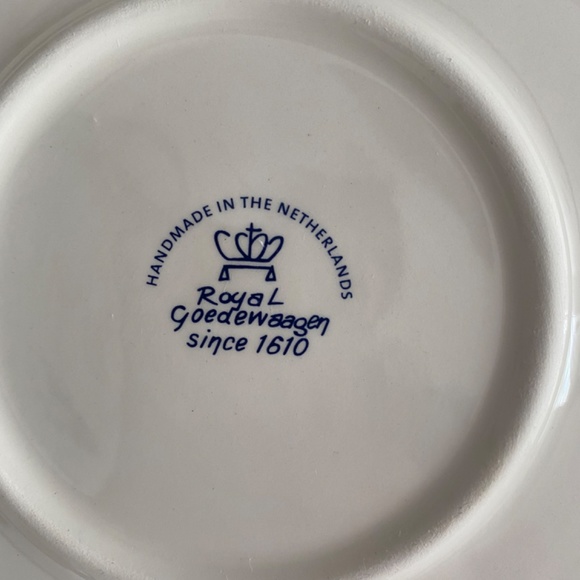 HANDMADE IN THE NETHERLANDS
Royal
Goedewaagen
since 1610